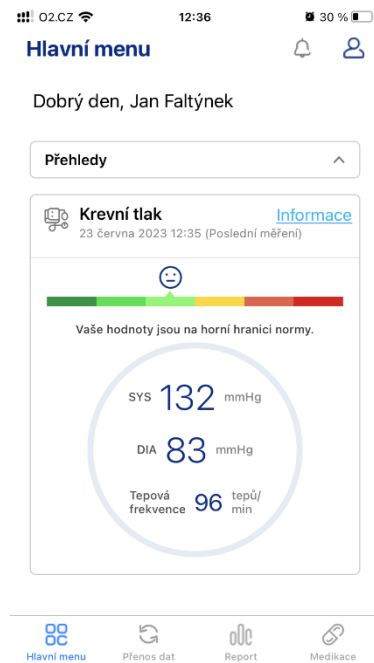 O2.CZ 12:36 30 %
Hlavní menu
Dobrý den, Jan Faltýnek
Přehledy
Krevní tlak Informace
23 června 2023 12:35 (Poslední měření)
Vaše hodnoty jsou na horní hranici normy.
SYS 132 mmHg
DIA 83 mmHg
Tepová frekvence 96 tepů/min
Hlavní menu Přenos dat Report Medikace